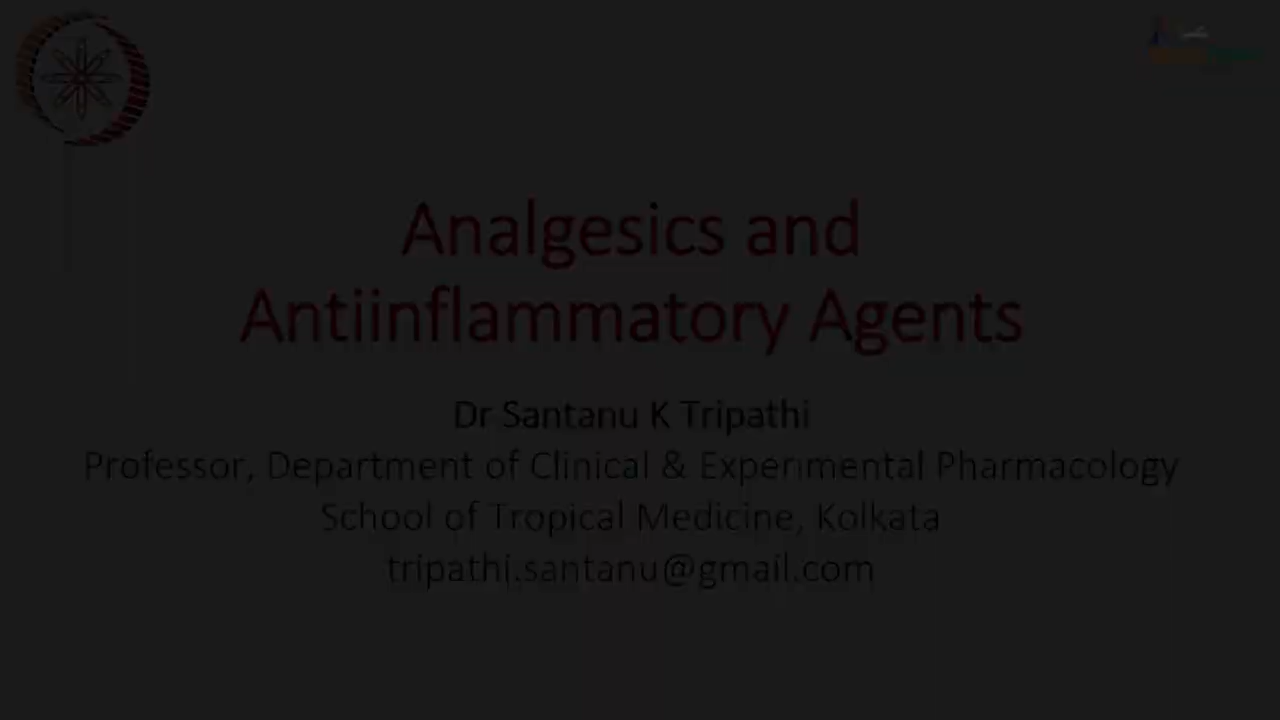 Analgesics and
Antiinflammatory Agents
Dr Santanu K Tripathi
Professor, Department of Clinical & Experimental Pharmacology
School of Tropical Medicine, Kolkata
tripathi.santanu@gmail.com